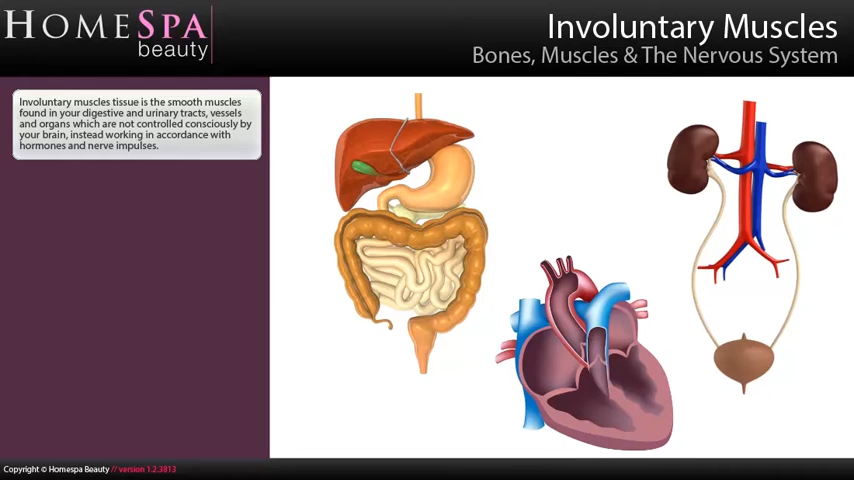 HOMESPA
beauty
Involuntary Muscles
Bones, Muscles & The Nervous System
Involuntary muscles tissue is the smooth muscles
found in your digestive and urinary tracts, vessels
and organs which are not controlled consciously by
your brain, instead working in accordance with
hormones and nerve impulses.
Copyright © Homespa Beauty // version 1.2.3813